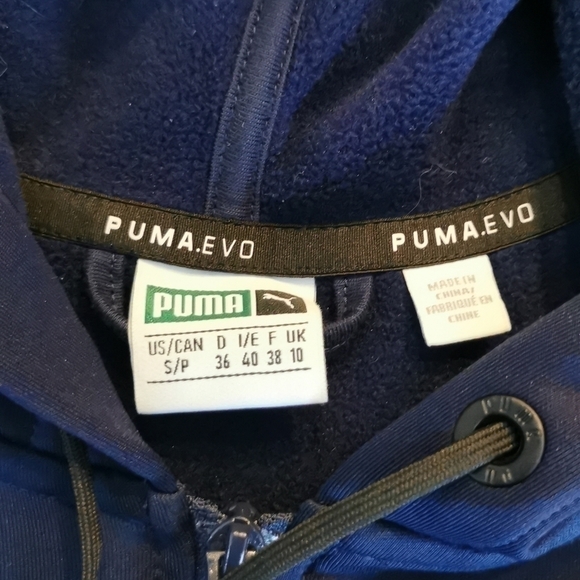 PUMA.EVO
PUMA.EVO
PUMA
US/CAN D I/E F UK
S/P 36 40 38 10
MADE IN
CHINA/
FABRIQUÉ EN
CHINE